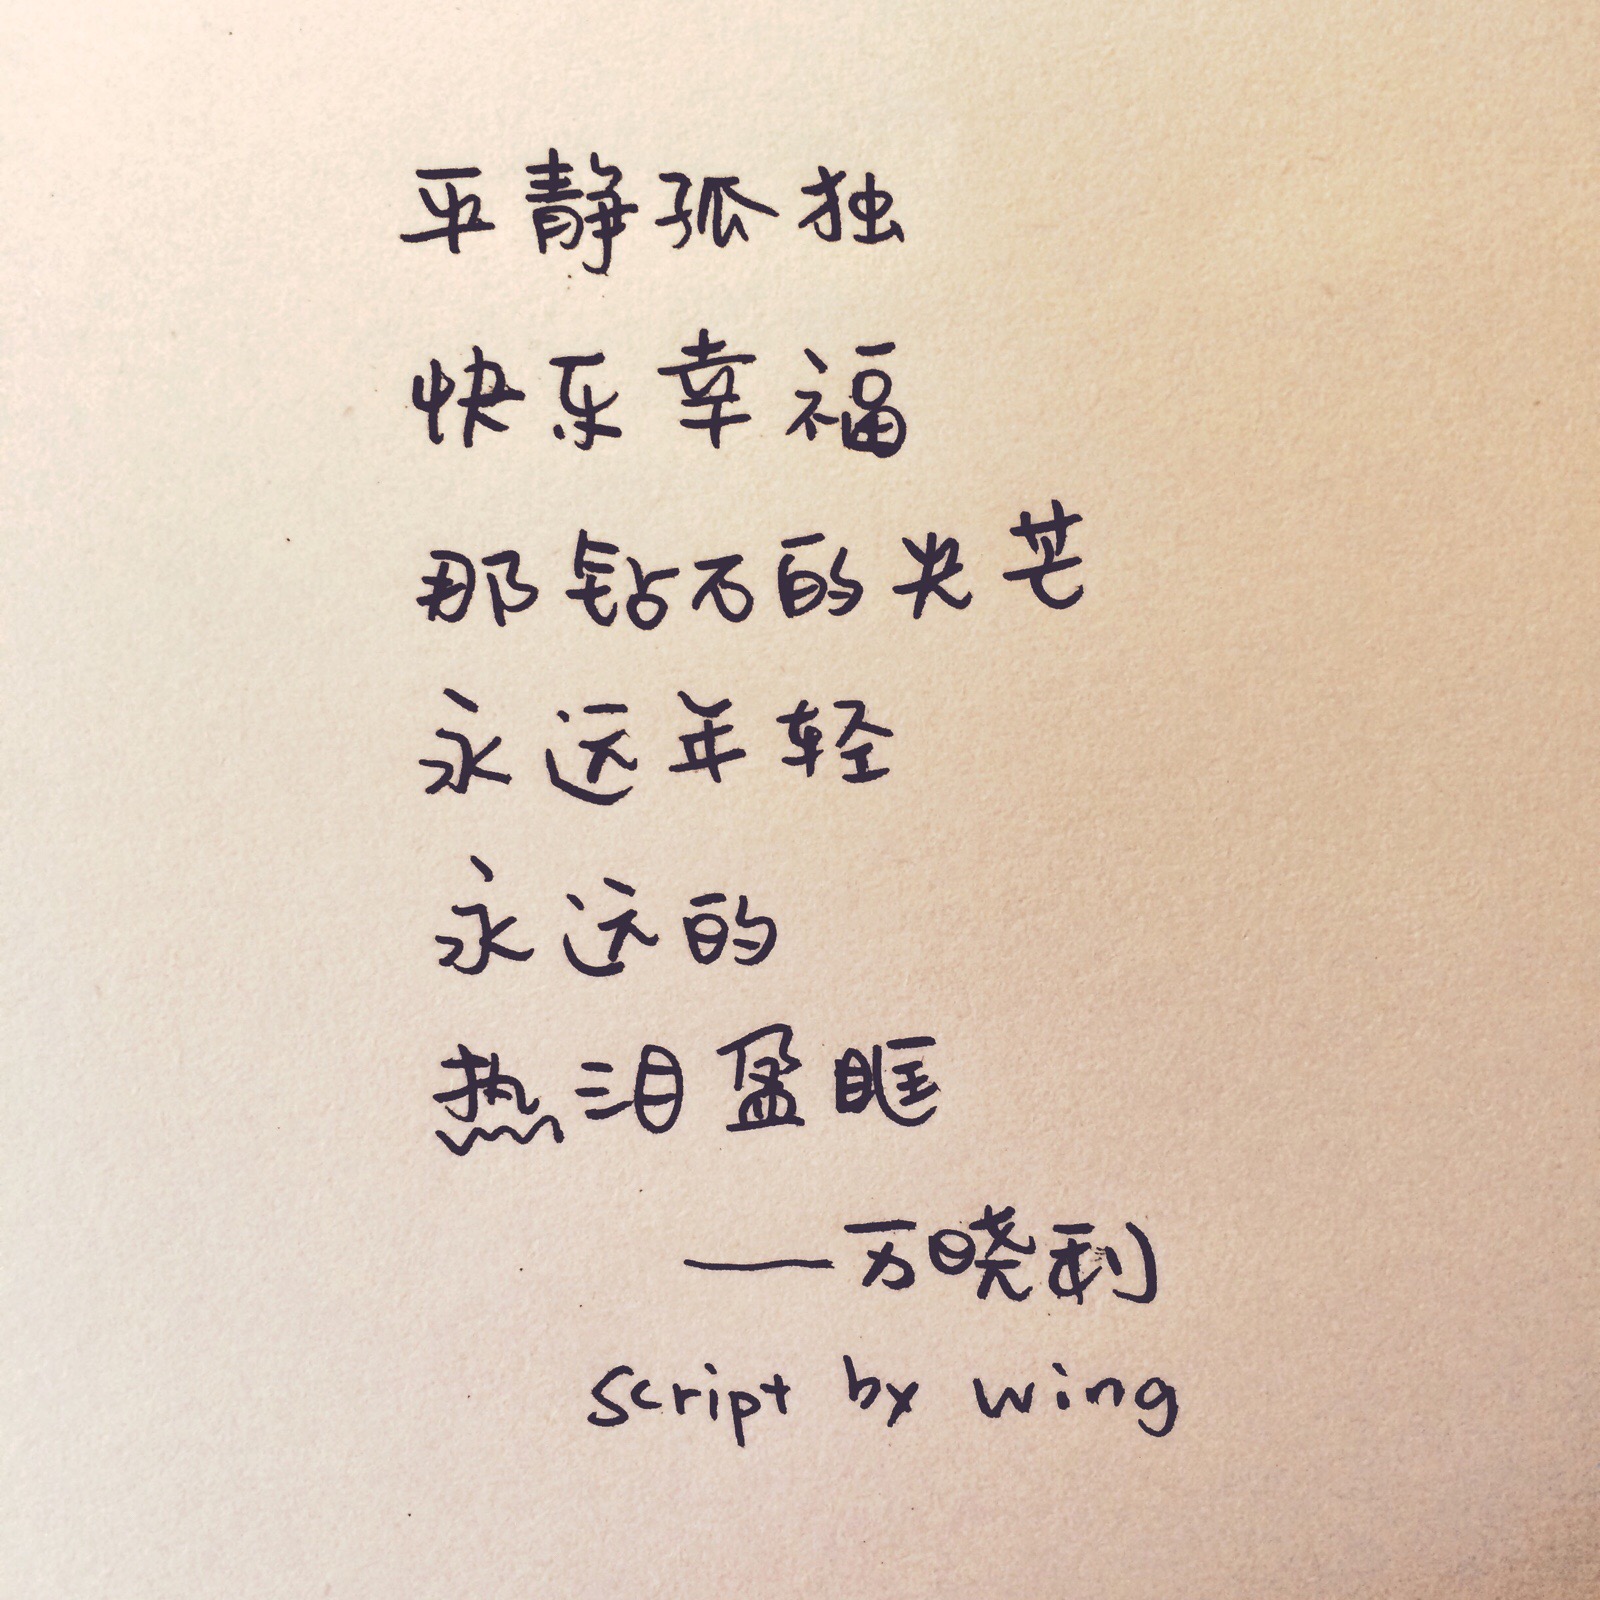 平静孤独
快乐幸福
那钻石的光芒
永远年轻
永远的
热泪盈眶
——万晓利
script by wing